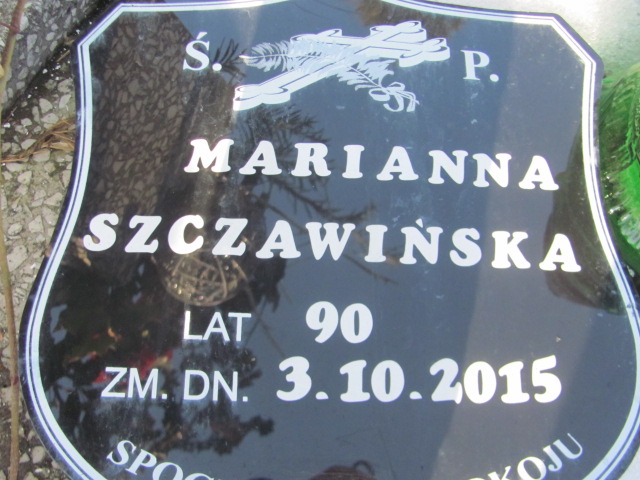 Ś. P.
MARIANNA
SZCZAWIŃSKA
LAT 90
ZM. DN. 3.10.2015